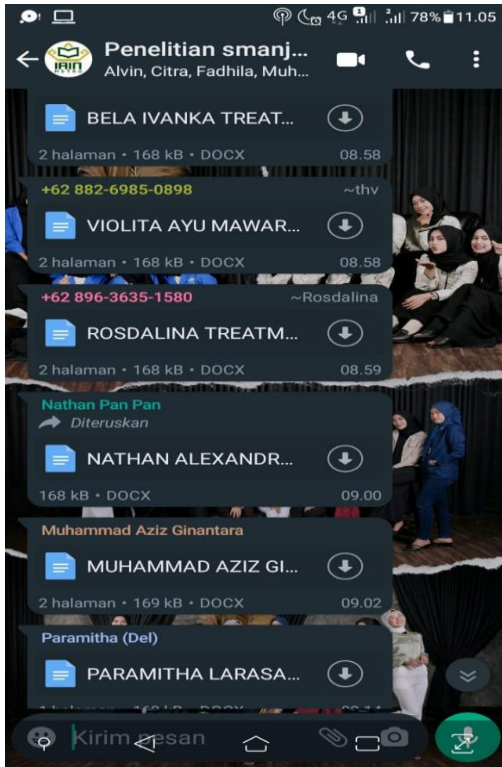 4G 78% 11.05
Penelitian smanj...
IAIN
METRO
Alvin, Citra, Fadhila, Muh...
BELA IVANKA TREAT...
2 halaman • 168 kB • DOCX 08.58
+62 882-6985-0898 ~thv
VIOLITA AYU MAWAR...
2 halaman • 168 kB • DOCX 08.58
+62 896-3635-1580 ~Rosdalina
ROSDALINA TREATM...
2 halaman • 168 kB • DOCX 08.59
Nathan Pan Pan
Diteruskan
NATHAN ALEXANDR...
168 kB • DOCX 09.00
Muhammad Aziz Ginantara
MUHAMMAD AZIZ GI...
2 halaman • 169 kB • DOCX 09.02
Paramitha (Del)
PARAMITHA LARASA...
Kirim pesan